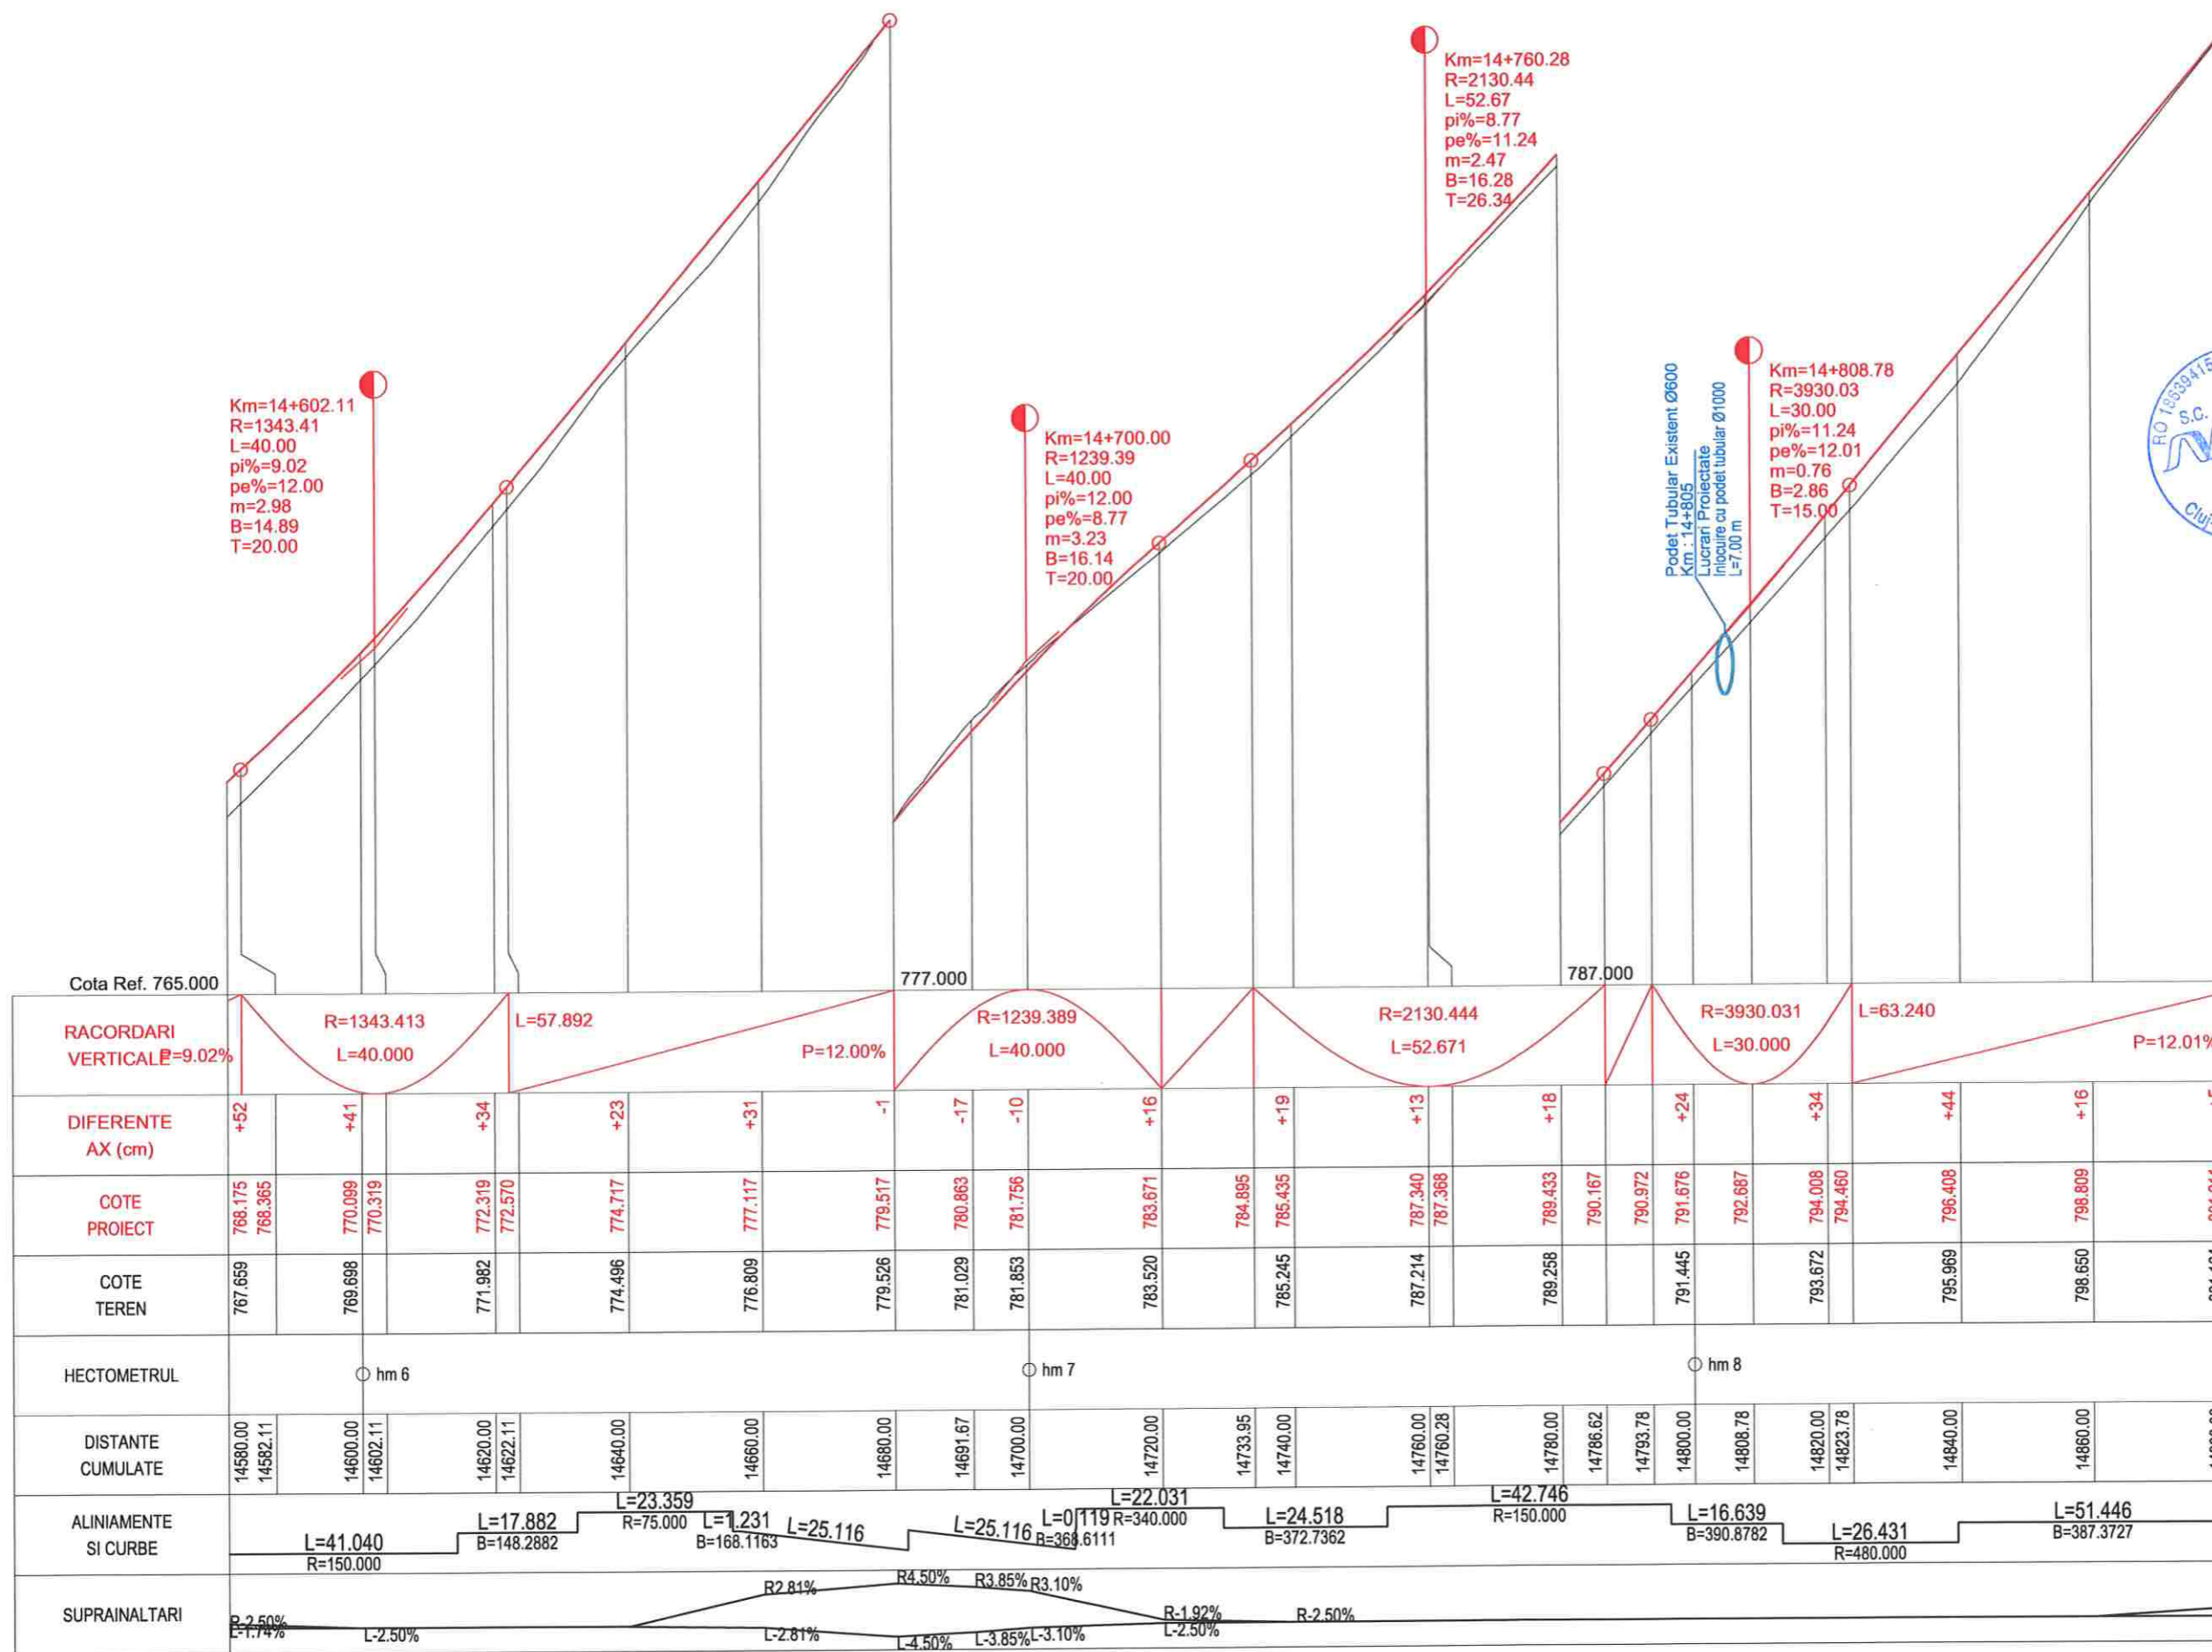 Km=14+602.11
R=1343.41
L=40.00
pi%=9.02
pe%=12.00
m=2.98
B=14.89
T=20.00
Km=14+700.00
R=1239.39
L=40.00
pi%=12.00
pe%=8.77
m=3.23
B=16.14
T=20.00
Km=14+760.28
R=2130.44
L=52.67
pi%=8.77
pe%=11.24
m=2.47
B=16.28
T=26.34
Podet Tubular Existent Ø600
Km : 14+805
Lucrari Proiectate
Inlocuire cu podet tubular Ø1000
L=7.00 m
Km=14+808.78
R=3930.03
L=30.00
pi%=11.24
pe%=12.01
m=0.76
B=2.86
T=15.00
RO 18639415
S.C.
Cluj
Cota Ref. 765.000
777.000
787.000
RACORDARI
VERTICALE
P=9.02%
R=1343.413
L=40.000
L=57.892
P=12.00%
R=1239.389
L=40.000
R=2130.444
L=52.671
R=3930.031
L=30.000
L=63.240
P=12.01%
DIFERENTE
AX (cm)
+52 +41 +34 +23 +31 -1 -17 -10 +16 +19 +13 +18 +24 +34 +44 +16
COTE
PROIECT
768.175 768.365 770.099 770.319 772.319 772.570 774.717 777.117 779.517 780.863 781.756 783.671 784.895 785.435 787.340 787.368 789.433 790.167 790.972 791.676 792.687 794.008 794.460 796.408 798.809
COTE
TEREN
767.659 769.698 771.982 774.496 776.809 779.526 781.029 781.853 783.520 785.245 787.214 789.258 791.445 793.672 795.969 798.650
HECTOMETRUL
hm 6 hm 7 hm 8
DISTANTE
CUMULATE
14580.00 14582.11 14600.00 14602.11 14620.00 14622.11 14640.00 14660.00 14680.00 14691.67 14700.00 14720.00 14733.95 14740.00 14760.00 14760.28 14780.00 14786.62 14793.78 14800.00 14808.78 14820.00 14823.78 14840.00 14860.00
ALINIAMENTE
SI CURBE
L=41.040
R=150.000
L=17.882
B=148.2882
L=23.359
R=75.000
L=1.231
B=168.1163
L=25.116
L=25.116
L=0.119
B=368.6111
L=22.031
R=340.000
L=24.518
B=372.7362
L=42.746
R=150.000
L=16.639
B=390.8782
L=26.431
R=480.000
L=51.446
B=387.3727
SUPRAINALTARI
R-2.50%
L-1.74%
L-2.50%
R2.81%
L-2.81%
R4.50%
L-4.50%
R3.85%
L-3.85%
R3.10%
L-3.10%
R-1.92%
L-2.50%
R-2.50%